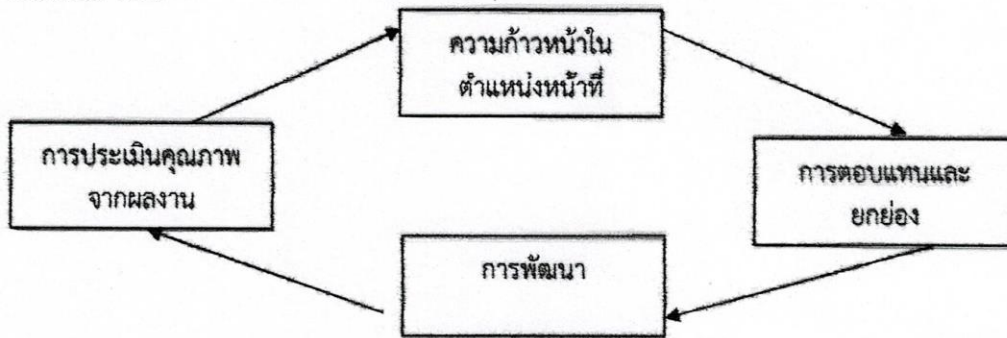 ความก้าวหน้าใน
ตำแหน่งหน้าที่
การประเมินคุณภาพ
จากผลงาน
การตอบแทนและ
ยกย่อง
การพัฒนา